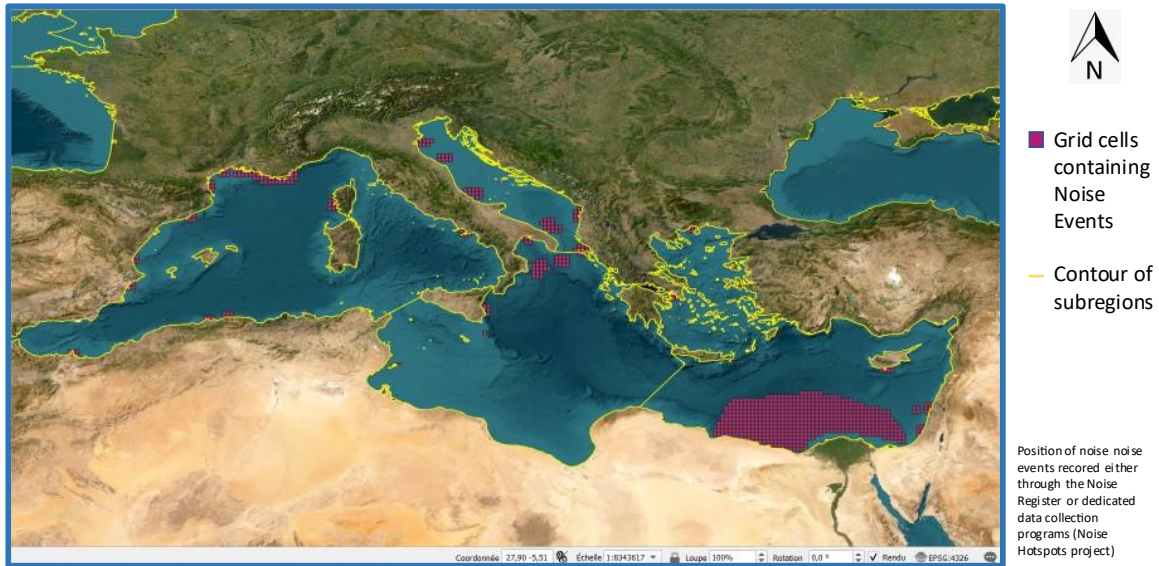 N
Grid cells
containing
Noise
Events
Contour of
subregions
Position of noise noise
events recored either
through the Noise
Register or dedicated
data collection
programs (Noise
Hotspots project)
Coordonnée 27,90 -5,51 Échelle 1:8343617 Loupe 100% Rotation 0,0 ° Rendu EPSG:4326